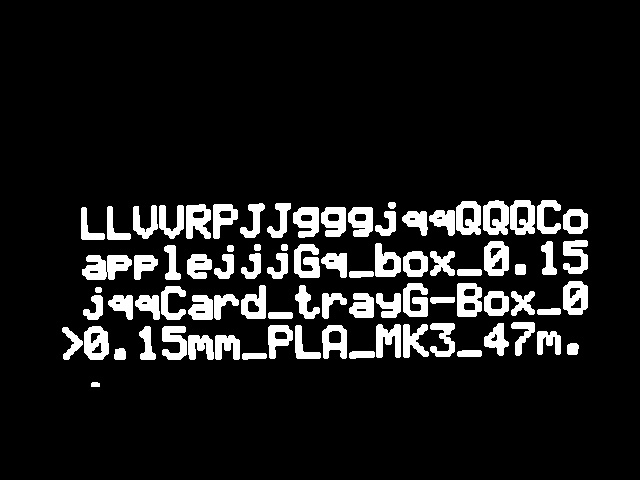 LLVVRPJJgggjqqQQQCo
applejjjGq_box_0.15
jqqCard_trayG-Box_0
>0.15mm_PLA_MK3_47m.